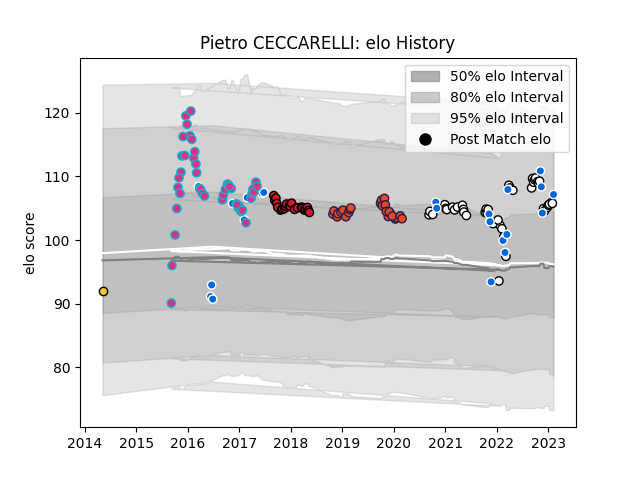 Pietro CECCARELLI: elo History
50% elo Interval
80% elo Interval
95% elo Interval
Post Match elo
elo score
120
110
100
90
80
2014 2015 2016 2017 2018 2019 2020 2021 2022 2023